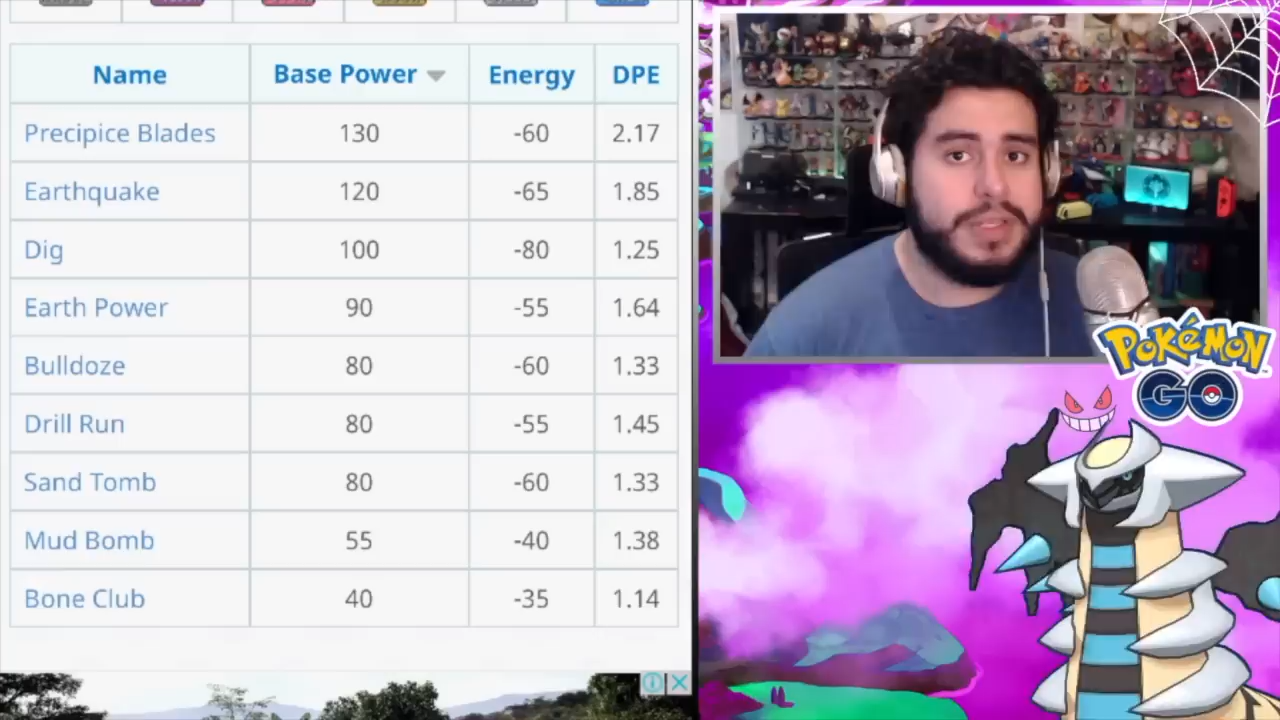 Name Base Power Energy DPE
Precipice Blades 130 -60 2.17
Earthquake 120 -65 1.85
Dig 100 -80 1.25
Earth Power 90 -55 1.64
Bulldoze 80 -60 1.33
Drill Run 80 -55 1.45
Sand Tomb 80 -60 1.33
Mud Bomb 55 -40 1.38
Bone Club 40 -35 1.14
POKéMON
GO